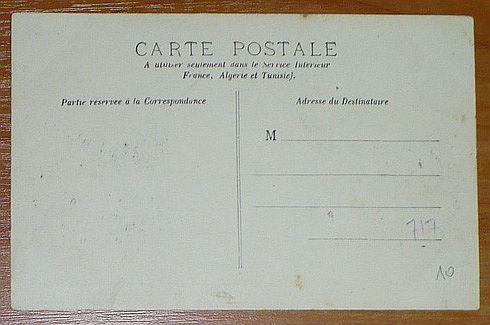 CARTE POSTALE
A utiliser seulement dans le Service Intérieur
France, Algérie et Tunisie).
Partie réservée à la Correspondance
Adresse du Destinataire
M
717
10